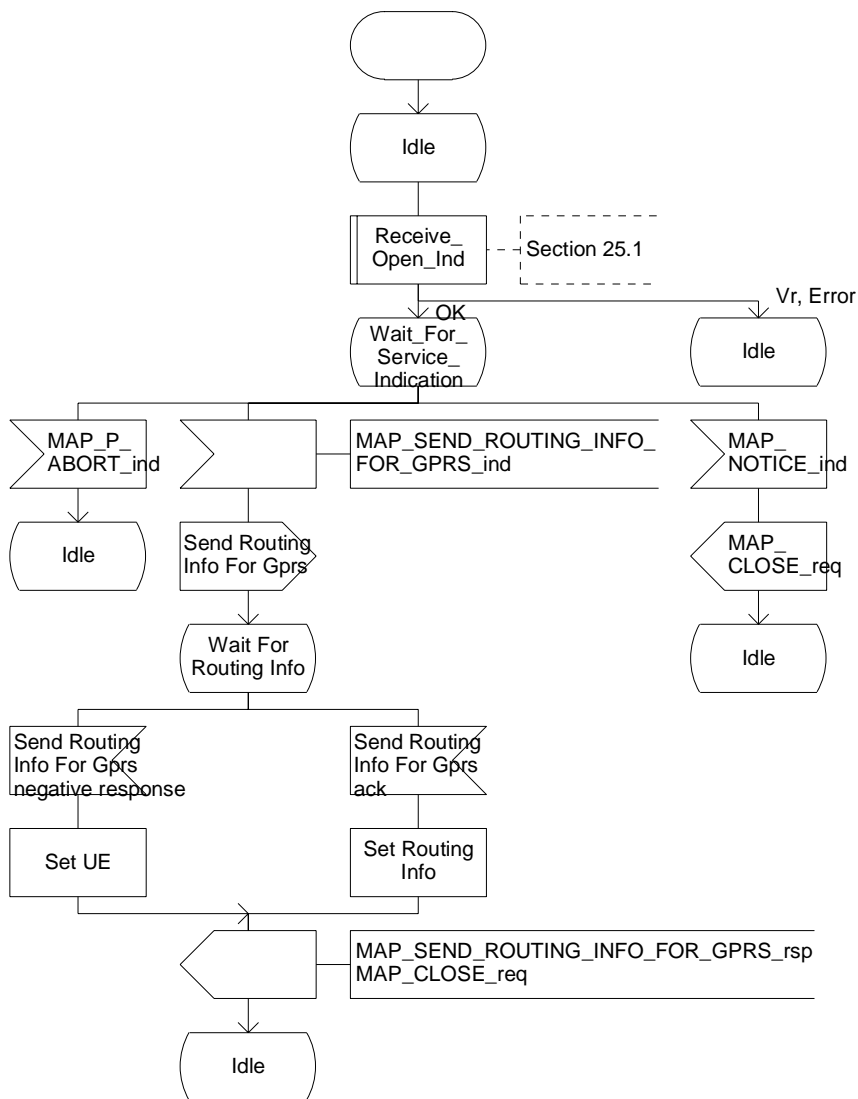 Idle
Receive_
Open_Ind
Section 25.1
Vr, Error
OK
Wait_For_
Service_
Indication
Idle
MAP_P_
ABORT_ind
MAP_SEND_ROUTING_INFO_
FOR_GPRS_ind
MAP_
NOTICE_ind
Idle
Send Routing
Info For Gprs
MAP_
CLOSE_req
Wait For
Routing Info
Idle
Send Routing
Info For Gprs
negative response
Send Routing
Info For Gprs
ack
Set UE
Set Routing
Info
MAP_SEND_ROUTING_INFO_FOR_GPRS_rsp
MAP_CLOSE_req
Idle